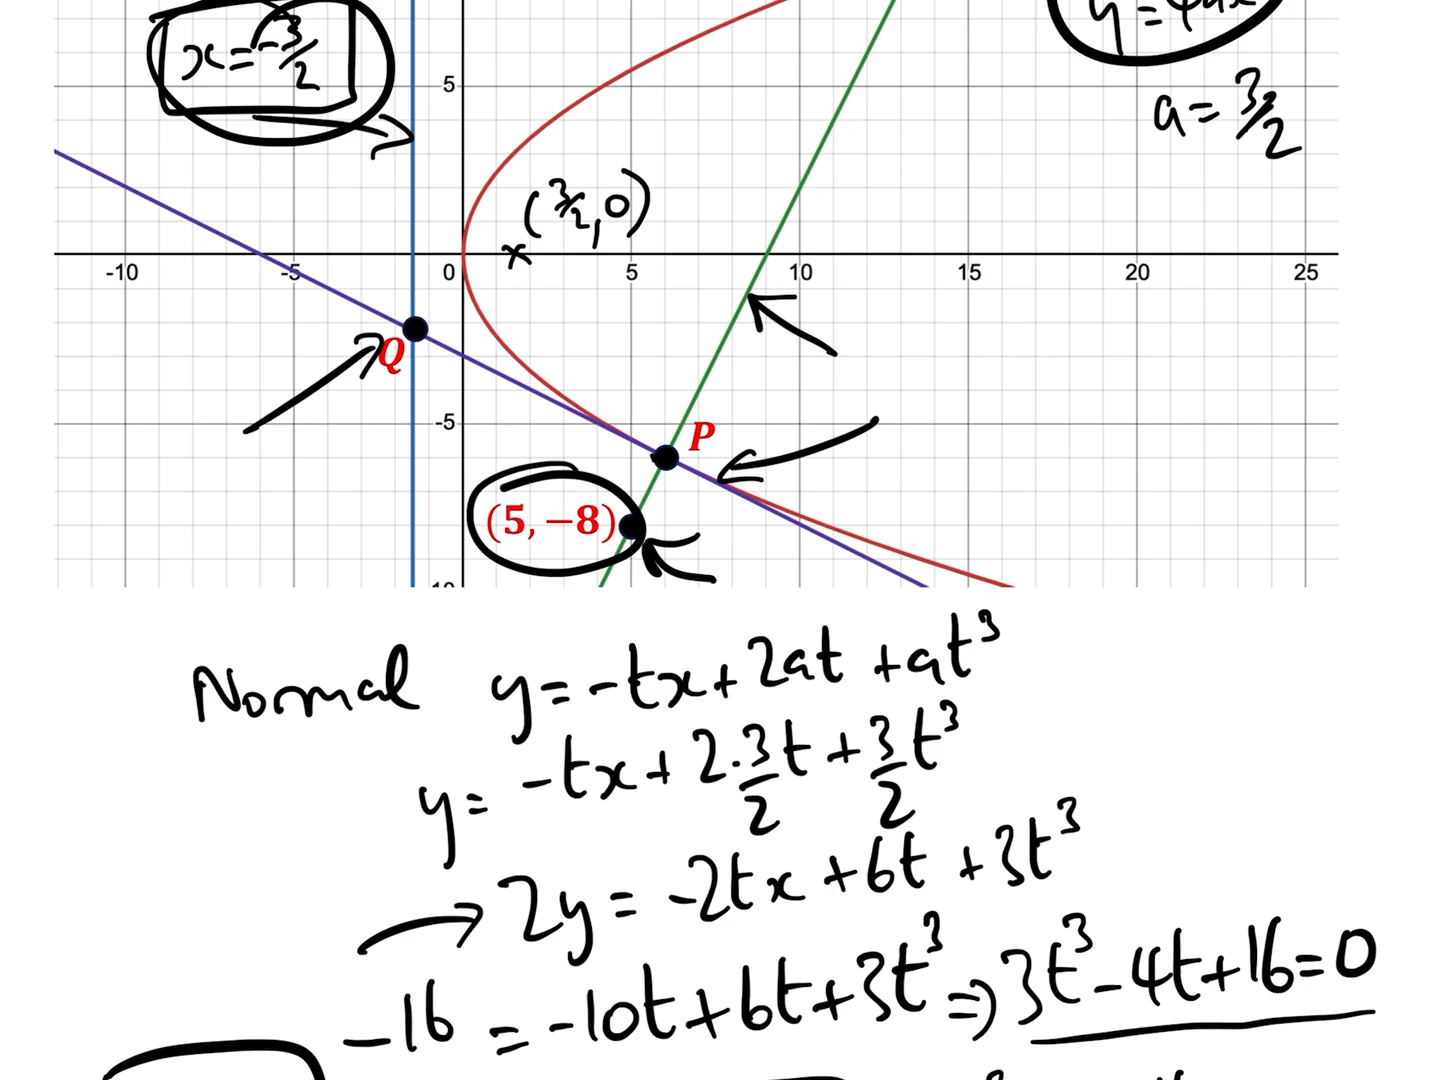 x = -3/2
y = 4ax
a = 3/2
5
(3/2, 0)
-10 -5 0 5 10 15 20 25
Q
-5
P
(5, −8)
Normal y = -tx + 2at + at³
y = -tx + 2·3/2 t + 3/2 t³
→ 2y = -2tx + 6t + 3t³
-16 = -10t + 6t + 3t³ ⇒ 3t³ - 4t + 16 = 0